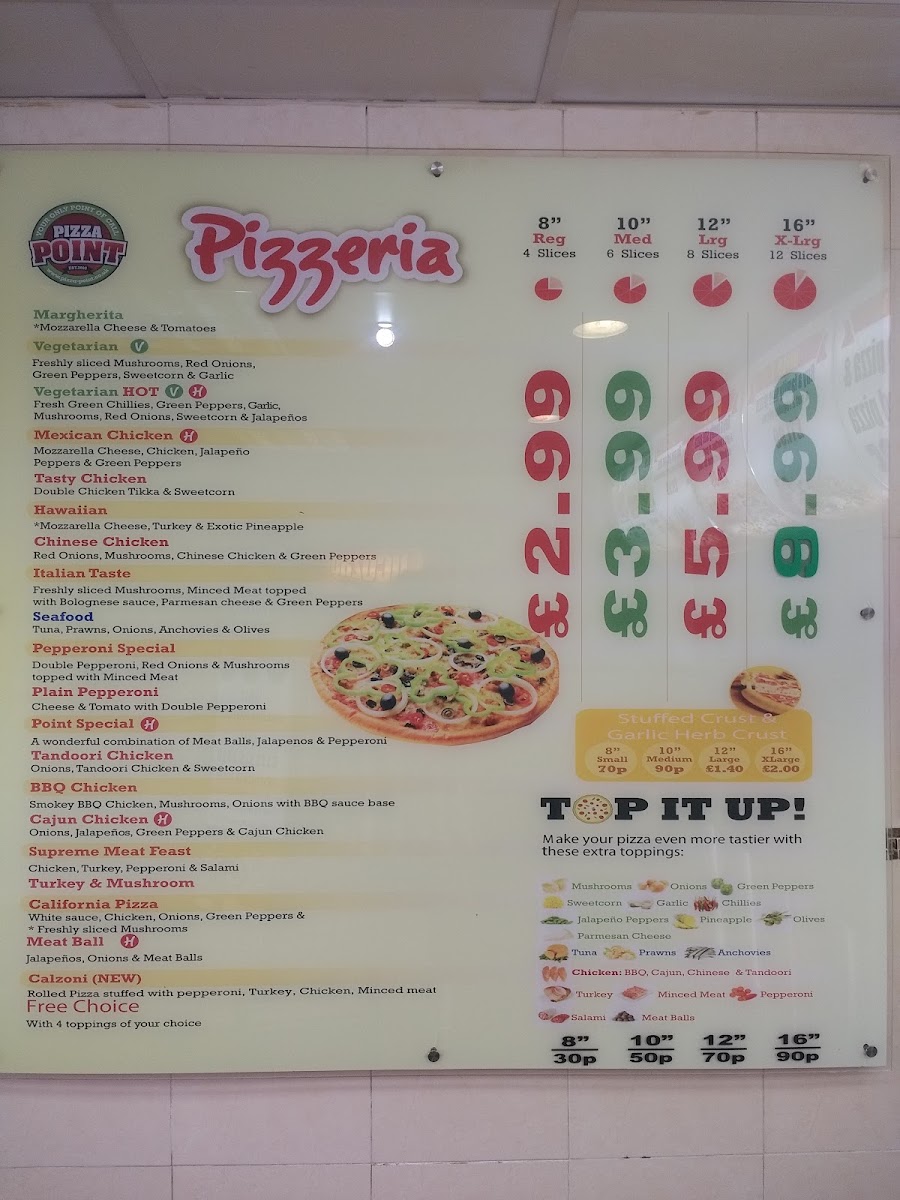 YOUR ONLY POINT OF CALL!
PIZZA
POINT
Pizzeria
8” 10” 12” 16”
Reg Med Lrg X-Lrg
4 Slices 6 Slices 8 Slices 12 Slices
Margherita
*Mozzarella Cheese & Tomatoes
Vegetarian V
Freshly sliced Mushrooms, Red Onions,
Green Peppers, Sweetcorn & Garlic
Vegetarian HOT V H
Fresh Green Chillies, Green Peppers, Garlic,
Mushrooms, Red Onions, Sweetcorn & Jalapeños
Mexican Chicken H
Mozzarella Cheese, Chicken, Jalapeño
Peppers & Green Peppers
Tasty Chicken
Double Chicken Tikka & Sweetcorn
Hawaiian
*Mozzarella Cheese, Turkey & Exotic Pineapple
Chinese Chicken
Red Onions, Mushrooms, Chinese Chicken & Green Peppers
Italian Taste
Freshly sliced Mushrooms, Minced Meat topped
with Bolognese sauce, Parmesan cheese & Green Peppers
Seafood
Tuna, Prawns, Onions, Anchovies & Olives
Pepperoni Special
Double Pepperoni, Red Onions & Mushrooms
topped with Minced Meat
Plain Pepperoni
Cheese & Tomato with Double Pepperoni
Point Special H
A wonderful combination of Meat Balls, Jalapenos & Pepperoni
Tandoori Chicken
Onions, Tandoori Chicken & Sweetcorn
BBQ Chicken
Smokey BBQ Chicken, Mushrooms, Onions with BBQ sauce base
Cajun Chicken H
Onions, Jalapeños, Green Peppers & Cajun Chicken
Supreme Meat Feast
Chicken, Turkey, Pepperoni & Salami
Turkey & Mushroom
California Pizza
White sauce, Chicken, Onions, Green Peppers &
* Freshly sliced Mushrooms
Meat Ball H
Jalapeños, Onions & Meat Balls
Calzoni (NEW)
Rolled Pizza stuffed with pepperoni, Turkey, Chicken, Minced meat
Free Choice
With 4 toppings of your choice
£2.99
£3.99
£5.99
£ .99
Stuffed Crust &
Garlic Herb Crust
8” 10” 12” 16”
Small Medium Large XLarge
70p 90p £1.40 £2.00
TOP IT UP!
Make your pizza even more tastier with
these extra toppings:
Mushrooms Onions Green Peppers
Sweetcorn Garlic Chillies
Jalapeño Peppers Pineapple Olives
Parmesan Cheese
Tuna Prawns Anchovies
Chicken: BBQ, Cajun, Chinese & Tandoori
Turkey Minced Meat Pepperoni
Salami Meat Balls
8” 10” 12” 16”
30p 50p 70p 90p